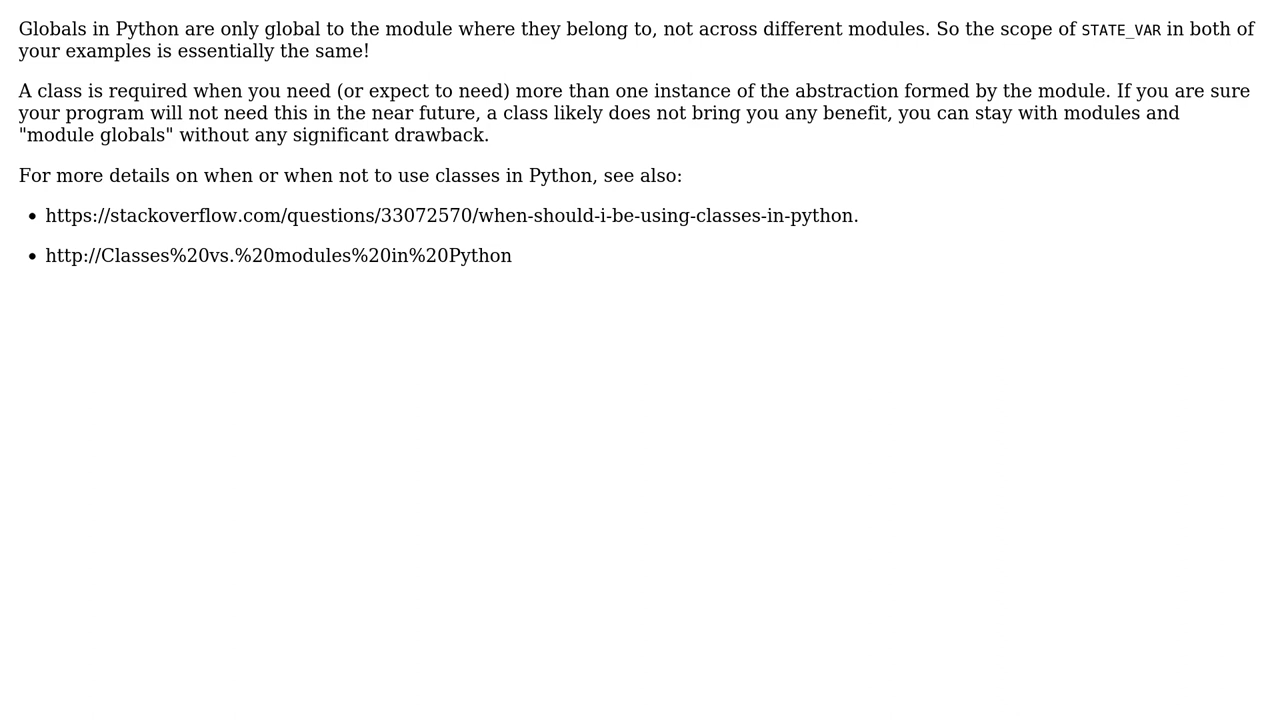 Globals in Python are only global to the module where they belong to, not across different modules. So the scope of STATE_VAR in both of
your examples is essentially the same!
A class is required when you need (or expect to need) more than one instance of the abstraction formed by the module. If you are sure
your program will not need this in the near future, a class likely does not bring you any benefit, you can stay with modules and
"module globals" without any significant drawback.
For more details on when or when not to use classes in Python, see also:
• https://stackoverflow.com/questions/33072570/when-should-i-be-using-classes-in-python.
• http://Classes%20vs.%20modules%20in%20Python